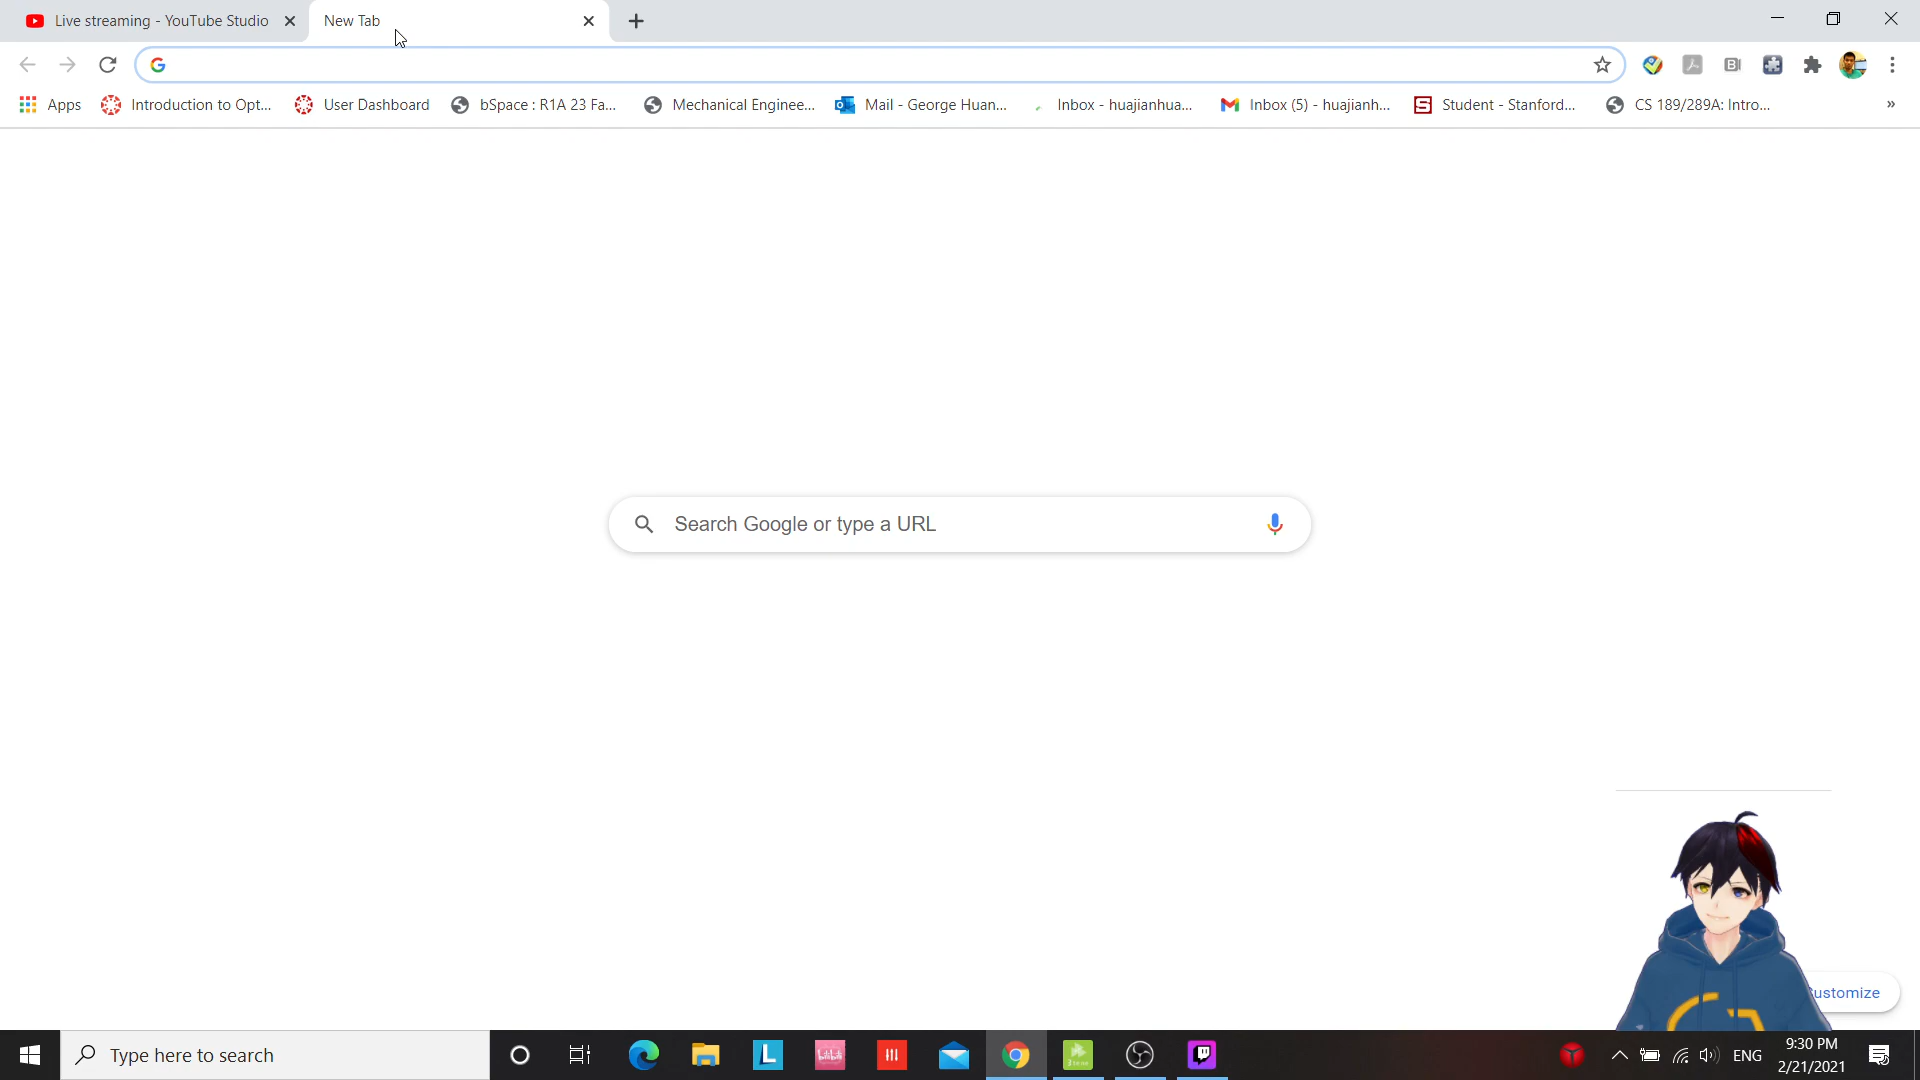 Live streaming - YouTube Studio
New Tab
Apps
Introduction to Opt...
User Dashboard
bSpace : R1A 23 Fa...
Mechanical Enginee...
Mail - George Huan...
Inbox - huajianhua...
Inbox (5) - huajianh...
Student - Stanford...
CS 189/289A: Intro...
»
Search Google or type a URL
ustomize
Type here to search
ENG
9:30 PM
2/21/2021